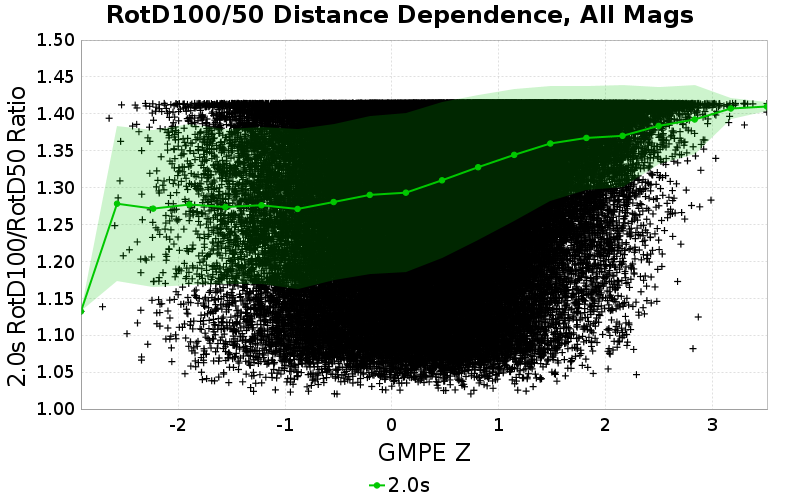 RotD100/50 Distance Dependence, All Mags
2.0s RotD100/RotD50 Ratio
1.50
1.45
1.40
1.35
1.30
1.25
1.20
1.15
1.10
1.05
1.00
-2 -1 0 1 2 3
GMPE Z
2.0s